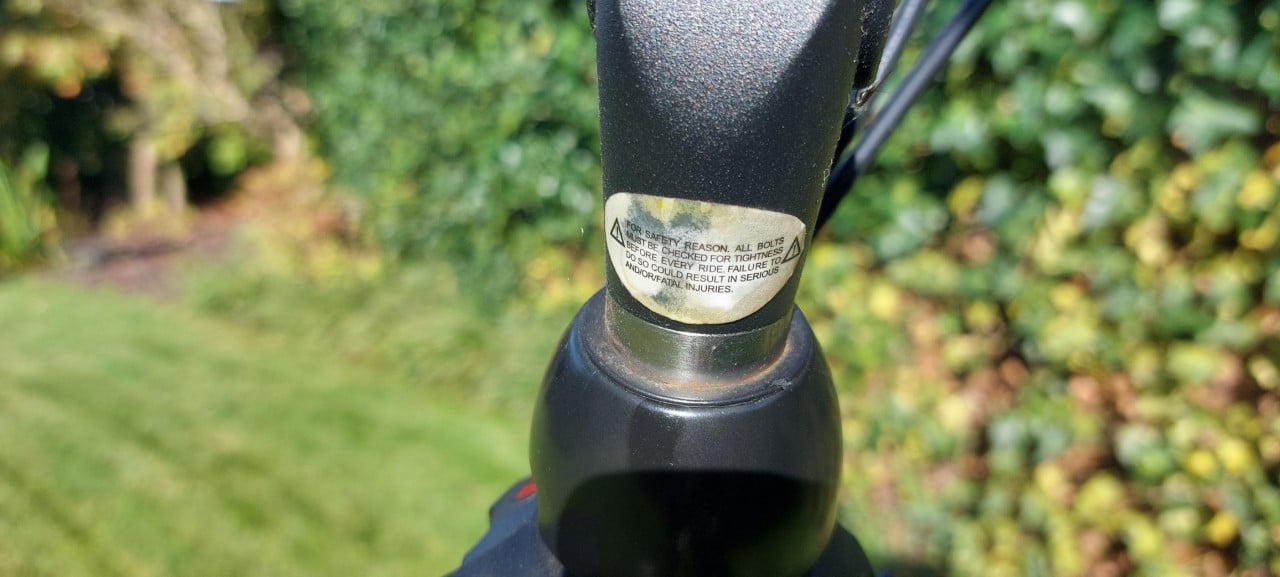 FOR SAFETY REASON. ALL BOLTS
MUST BE CHECKED FOR TIGHTNESS
BEFORE EVERY RIDE. FAILURE TO
DO SO COULD RESULT IN SERIOUS
AND/OR/FATAL INJURIES.